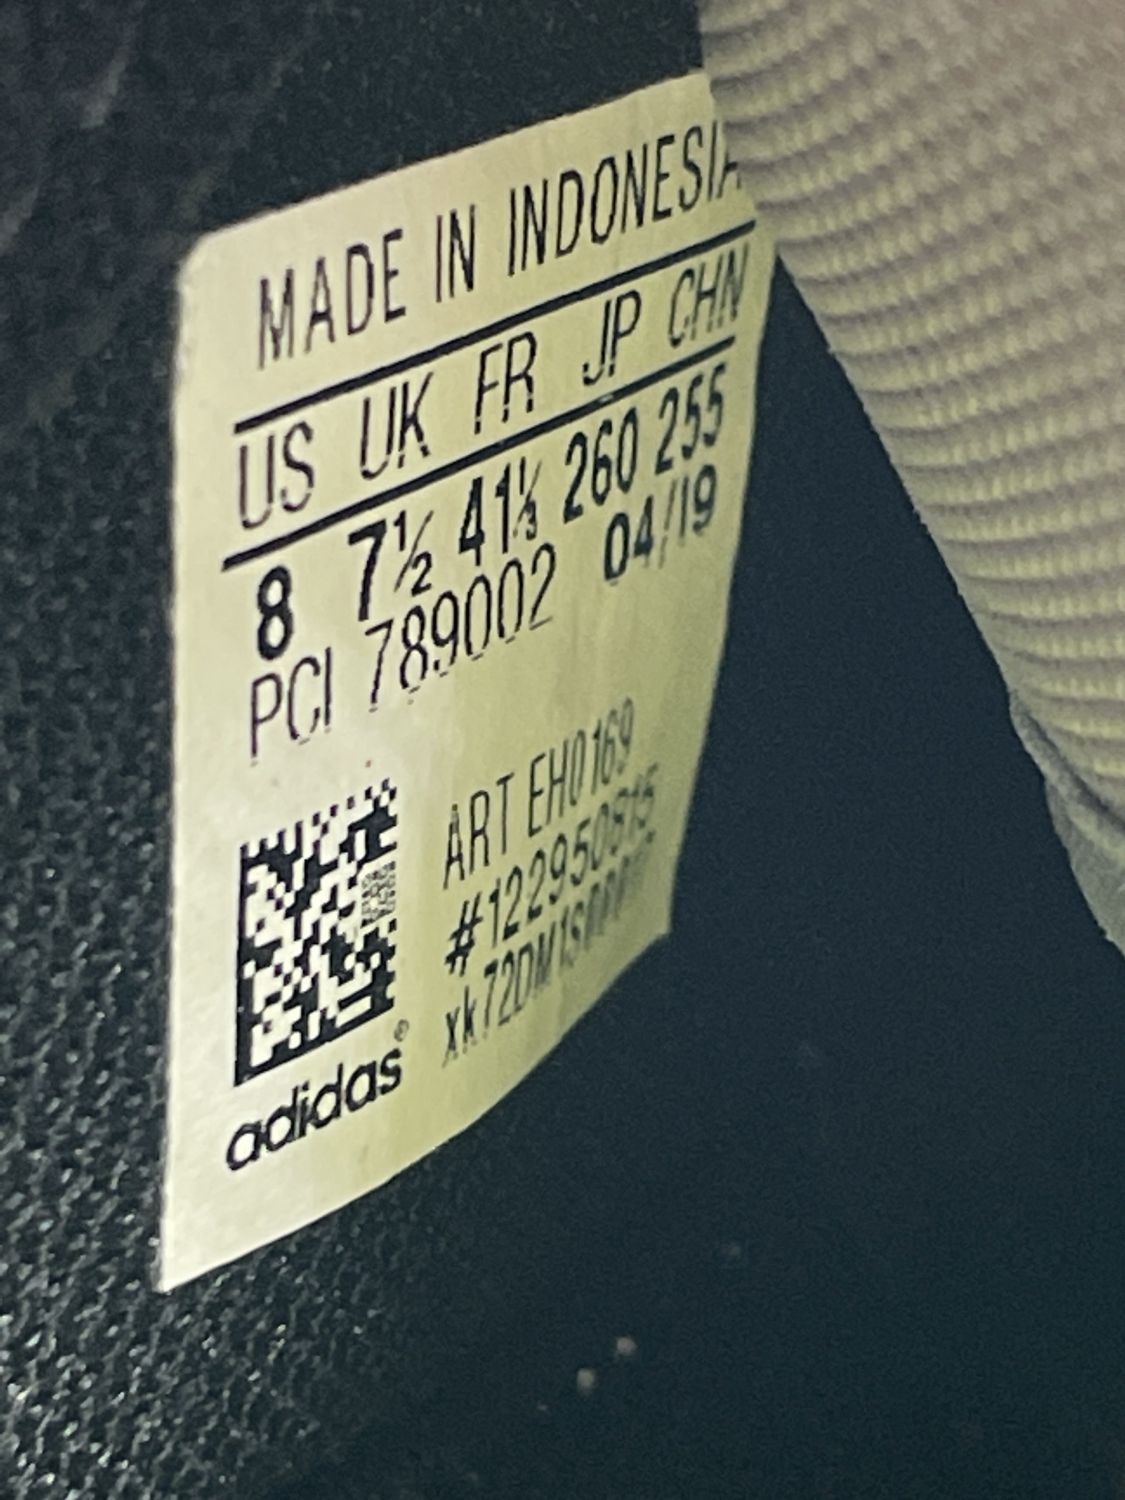 MADE IN INDONESIA
US UK FR JP CHN
8 7½ 41⅓ 260 255
PCI 789002 04/19
ART EH0169
#122950515
adidas®